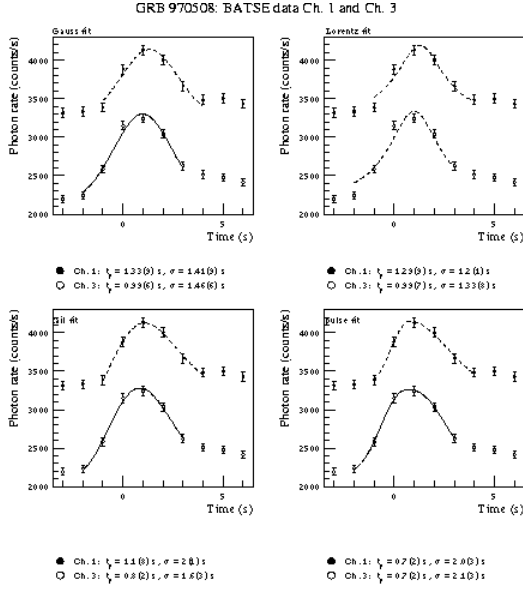 GRB 970508: BATSE data Ch. 1 and Ch. 3
Gauss fit
Photon rate (counts/s)
4000
3500
3000
2500
2000
0
5
Time (s)
Ch. 1: t_p = 1.33(9) s, σ = 1.41(9) s
Ch. 3: t_p = 0.99(6) s, σ = 1.46(6) s
Lorentz fit
Photon rate (counts/s)
4000
3500
3000
2500
2000
0
5
Time (s)
Ch. 1: t_p = 1.29(9) s, σ = 1.2(1) s
Ch. 3: t_p = 0.99(7) s, σ = 1.33(8) s
fit
Photon rate (counts/s)
4000
3500
3000
2500
2000
0
5
Time (s)
Ch. 1: t_p = 1.1(3) s, σ = s
Ch. 3: t_p = 0.8(2) s, σ = 1.6(3) s
Pulse fit
Photon rate (counts/s)
4000
3500
3000
2500
2000
0
5
Time (s)
Ch. 1: t_p = 0.7(2) s, σ = 2.0(3) s
Ch. 3: t_p = 0.7(2) s, σ = 2.1(3) s